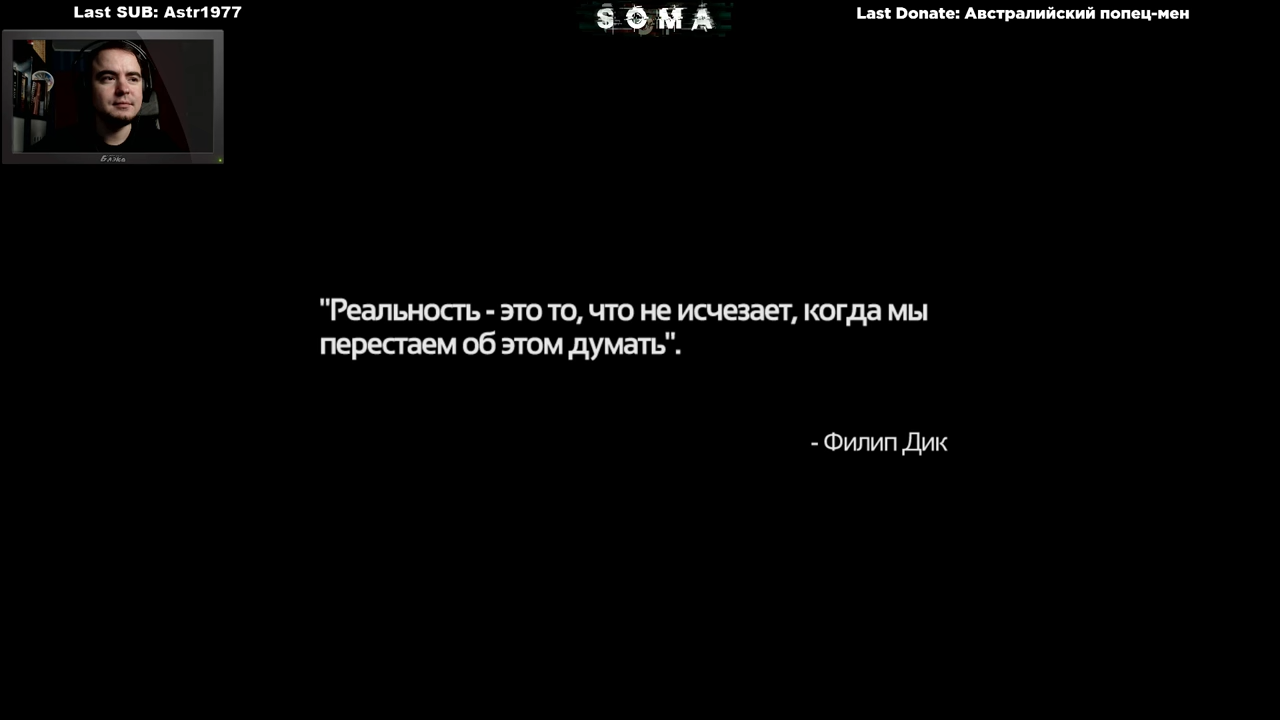 Last SUB: Astr1977
SOMA
Last Donate: Австралийский попец-мен
Блэка
"Реальность - это то, что не исчезает, когда мы
перестаем об этом думать".
- Филип Дик